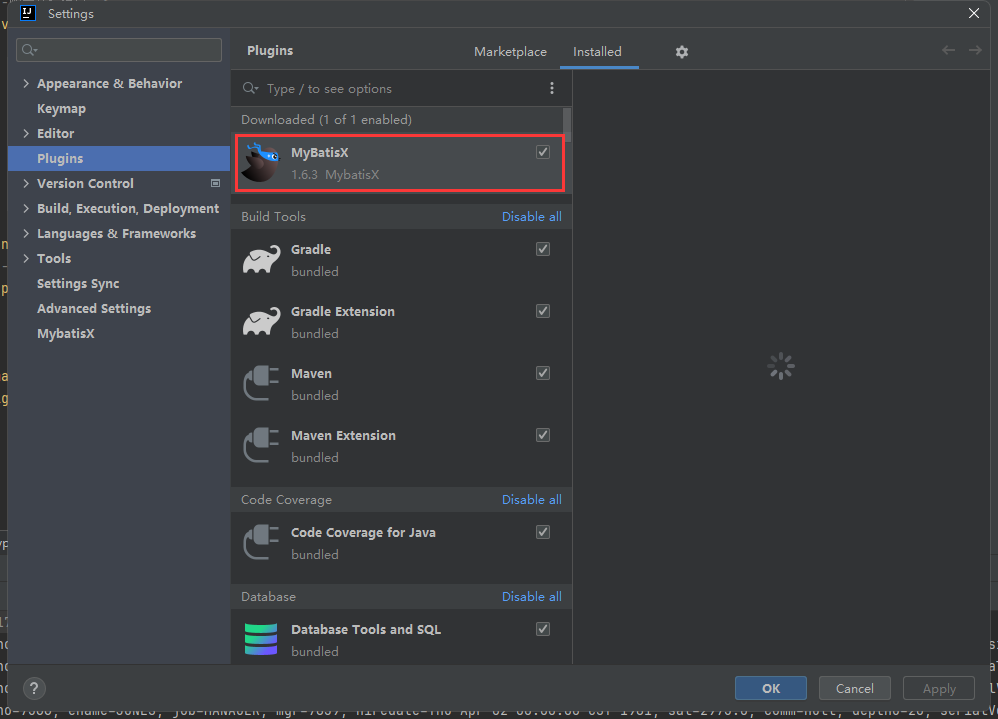 Settings
Appearance & Behavior
Keymap
Editor
Plugins
Version Control
Build, Execution, Deployment
Languages & Frameworks
Tools
Settings Sync
Advanced Settings
MybatisX
Plugins
Marketplace
Installed
Type / to see options
Downloaded (1 of 1 enabled)
MyBatisX
1.6.3 MybatisX
Build Tools Disable all
Gradle
bundled
Gradle Extension
bundled
Maven
bundled
Maven Extension
bundled
Code Coverage Disable all
Code Coverage for Java
bundled
Database Disable all
Database Tools and SQL
bundled
?
OK
Cancel
Apply